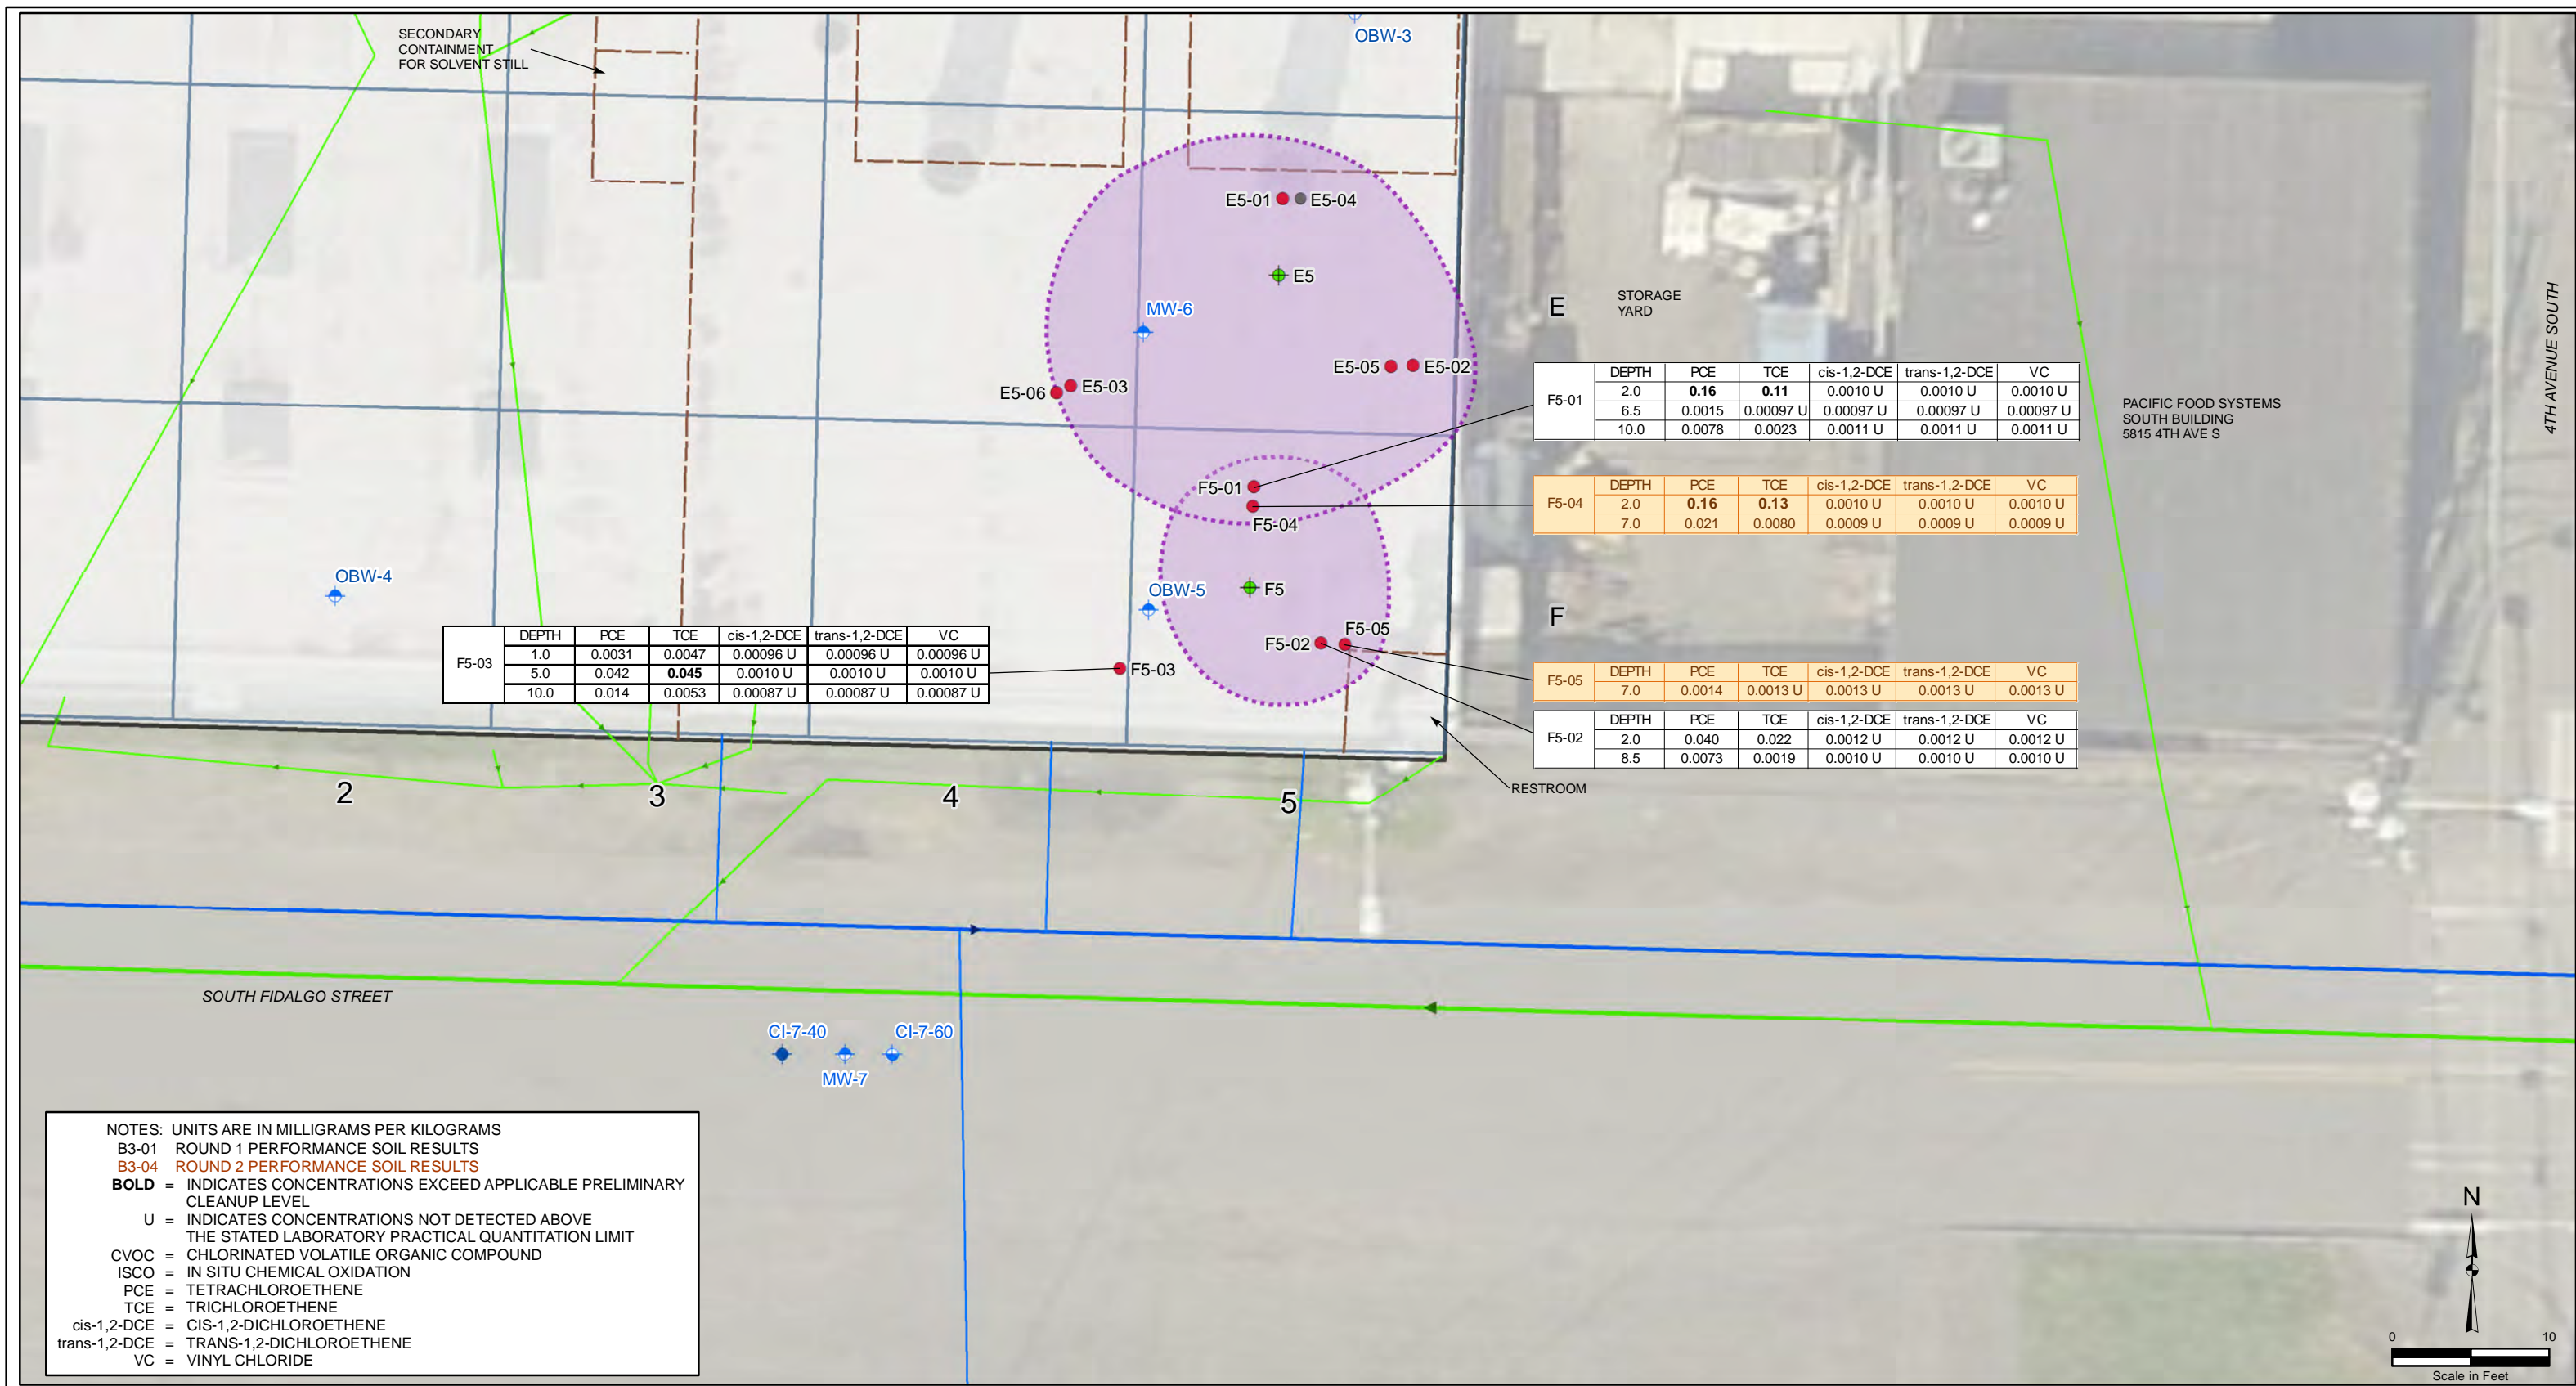 SECONDARY
CONTAINMENT
FOR SOLVENT STILL
OBW-3
E5-01
E5-04
E5
MW-6
E5-05
E5-02
E5-03
E5-06
E
STORAGE
YARD
4TH AVENUE SOUTH
PACIFIC FOOD SYSTEMS
SOUTH BUILDING
5815 4TH AVE S
F5-01
DEPTH PCE TCE cis-1,2-DCE trans-1,2-DCE VC
2.0 0.16 0.11 0.0010 U 0.0010 U 0.0010 U
6.5 0.0015 0.00097 U 0.00097 U 0.00097 U 0.00097 U
10.0 0.0078 0.0023 0.0011 U 0.0011 U 0.0011 U
F5-01
F5-04
F5-04
DEPTH PCE TCE cis-1,2-DCE trans-1,2-DCE VC
2.0 0.16 0.13 0.0010 U 0.0010 U 0.0010 U
7.0 0.021 0.0080 0.0009 U 0.0009 U 0.0009 U
OBW-4
OBW-5
F5
F
F5-05
F5-02
F5-03
F5-03
DEPTH PCE TCE cis-1,2-DCE trans-1,2-DCE VC
1.0 0.0031 0.0047 0.00096 U 0.00096 U 0.00096 U
5.0 0.042 0.045 0.0010 U 0.0010 U 0.0010 U
10.0 0.014 0.0053 0.00087 U 0.00087 U 0.00087 U
F5-05
DEPTH PCE TCE cis-1,2-DCE trans-1,2-DCE VC
7.0 0.0014 0.0013 U 0.0013 U 0.0013 U 0.0013 U
F5-02
DEPTH PCE TCE cis-1,2-DCE trans-1,2-DCE VC
2.0 0.040 0.022 0.0012 U 0.0012 U 0.0012 U
8.5 0.0073 0.0019 0.0010 U 0.0010 U 0.0010 U
RESTROOM
2 3 4 5
SOUTH FIDALGO STREET
CI-7-40
CI-7-60
MW-7
NOTES: UNITS ARE IN MILLIGRAMS PER KILOGRAMS
B3-01 ROUND 1 PERFORMANCE SOIL RESULTS
B3-04 ROUND 2 PERFORMANCE SOIL RESULTS
BOLD = INDICATES CONCENTRATIONS EXCEED APPLICABLE PRELIMINARY
CLEANUP LEVEL
U = INDICATES CONCENTRATIONS NOT DETECTED ABOVE
THE STATED LABORATORY PRACTICAL QUANTITATION LIMIT
CVOC = CHLORINATED VOLATILE ORGANIC COMPOUND
ISCO = IN SITU CHEMICAL OXIDATION
PCE = TETRACHLOROETHENE
TCE = TRICHLOROETHENE
cis-1,2-DCE = CIS-1,2-DICHLOROETHENE
trans-1,2-DCE = TRANS-1,2-DICHLOROETHENE
VC = VINYL CHLORIDE
N
0 10
Scale in Feet